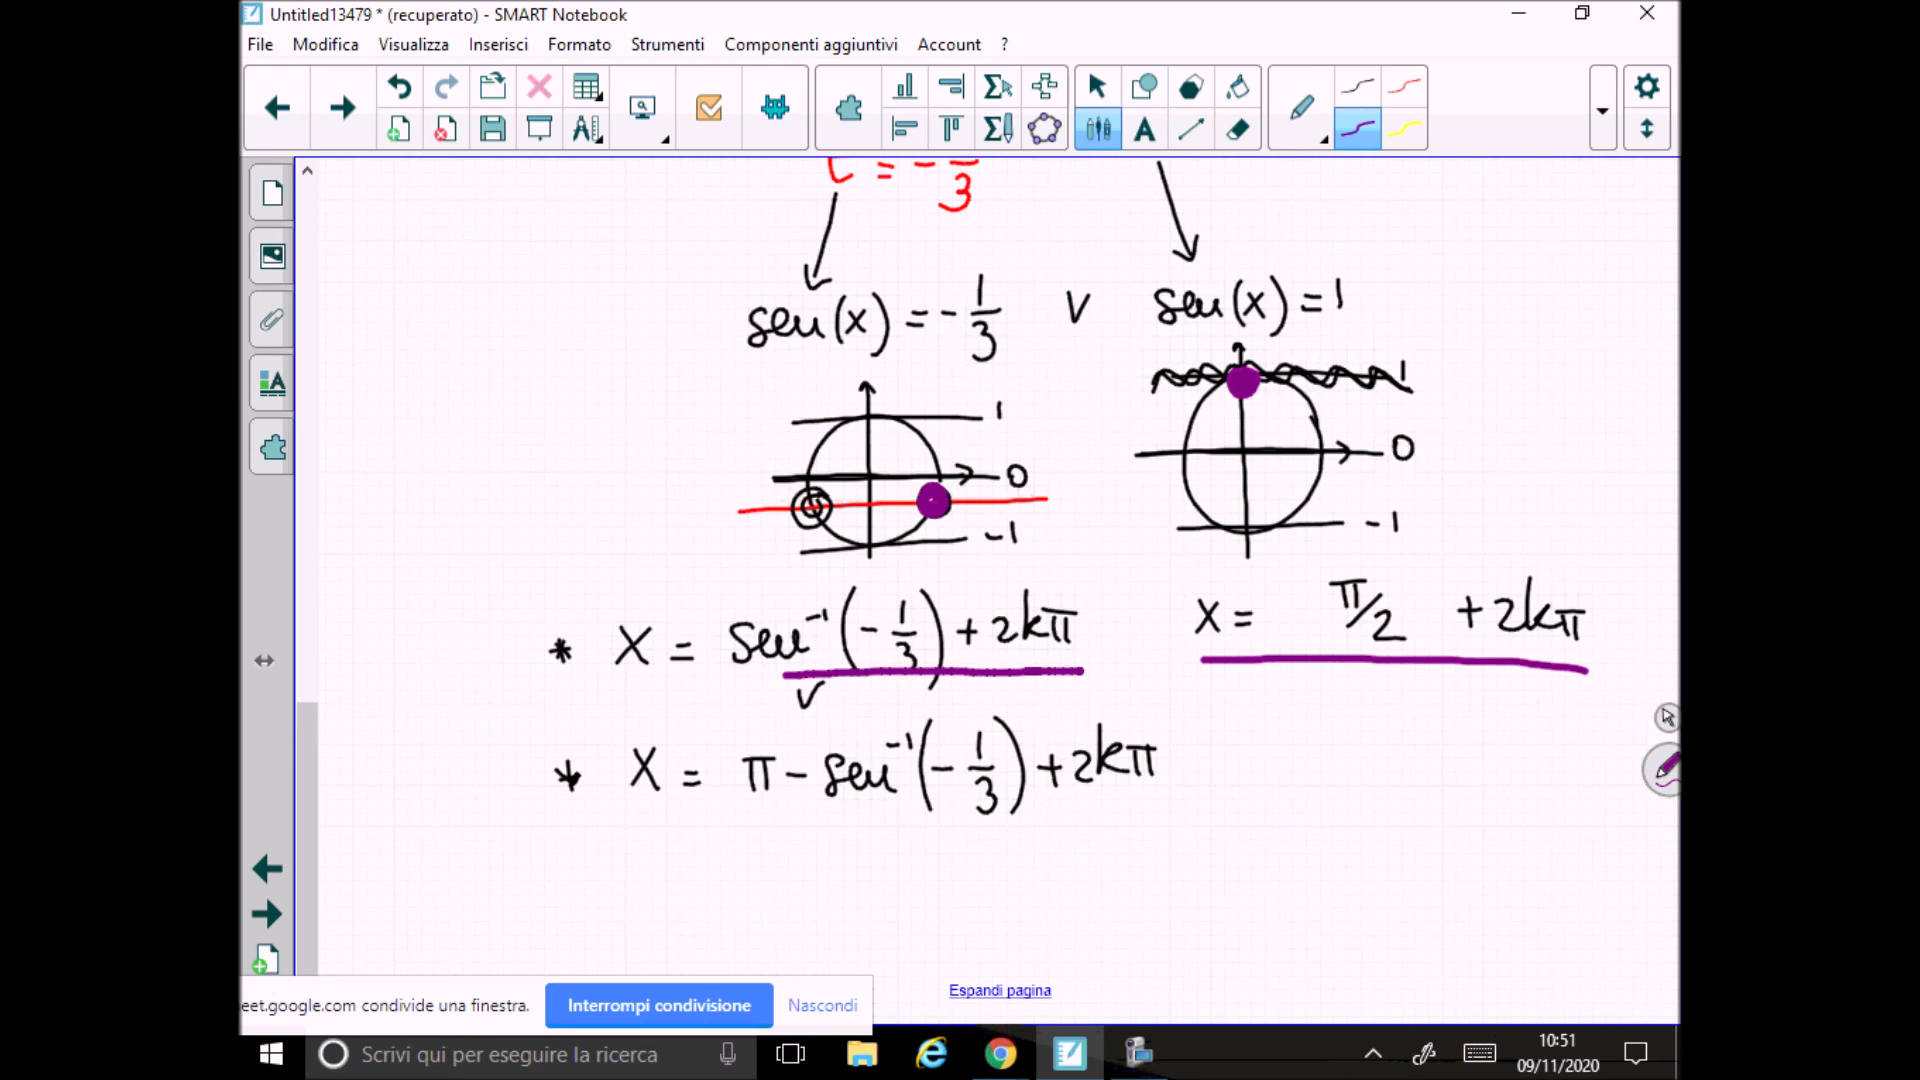 Untitled13479 * (recuperato) - SMART Notebook
File Modifica Visualizza Inserisci Formato Strumenti Componenti aggiuntivi Account ?
= - 3
sen(x) = - 1/3 V sen(x) = 1
1 1
0 0
-1 -1
* X = sen⁻¹(- 1/3) + 2kπ X = π/2 + 2kπ
V
* X = π - sen⁻¹(- 1/3) + 2kπ
Espandi pagina
eet.google.com condivide una finestra. Interrompi condivisione Nascondi
Scrivi qui per eseguire la ricerca
10:51
09/11/2020